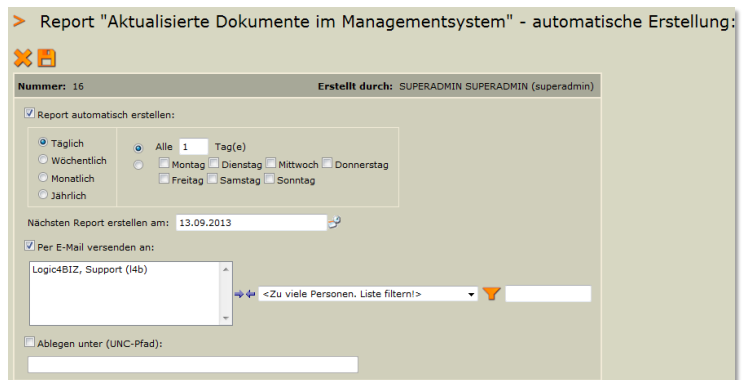 > Report "Aktualisierte Dokumente im Managementsystem" - automatische Erstellung:
Nummer: 16 Erstellt durch: SUPERADMIN SUPERADMIN (superadmin)
Report automatisch erstellen:
Täglich
Wöchentlich
Monatlich
Jährlich
Alle 1 Tag(e)
Montag Dienstag Mittwoch Donnerstag
Freitag Samstag Sonntag
Nächsten Report erstellen am: 13.09.2013
Per E-Mail versenden an:
Logic4BIZ, Support (l4b)
<Zu viele Personen. Liste filtern!>
Ablegen unter (UNC-Pfad):